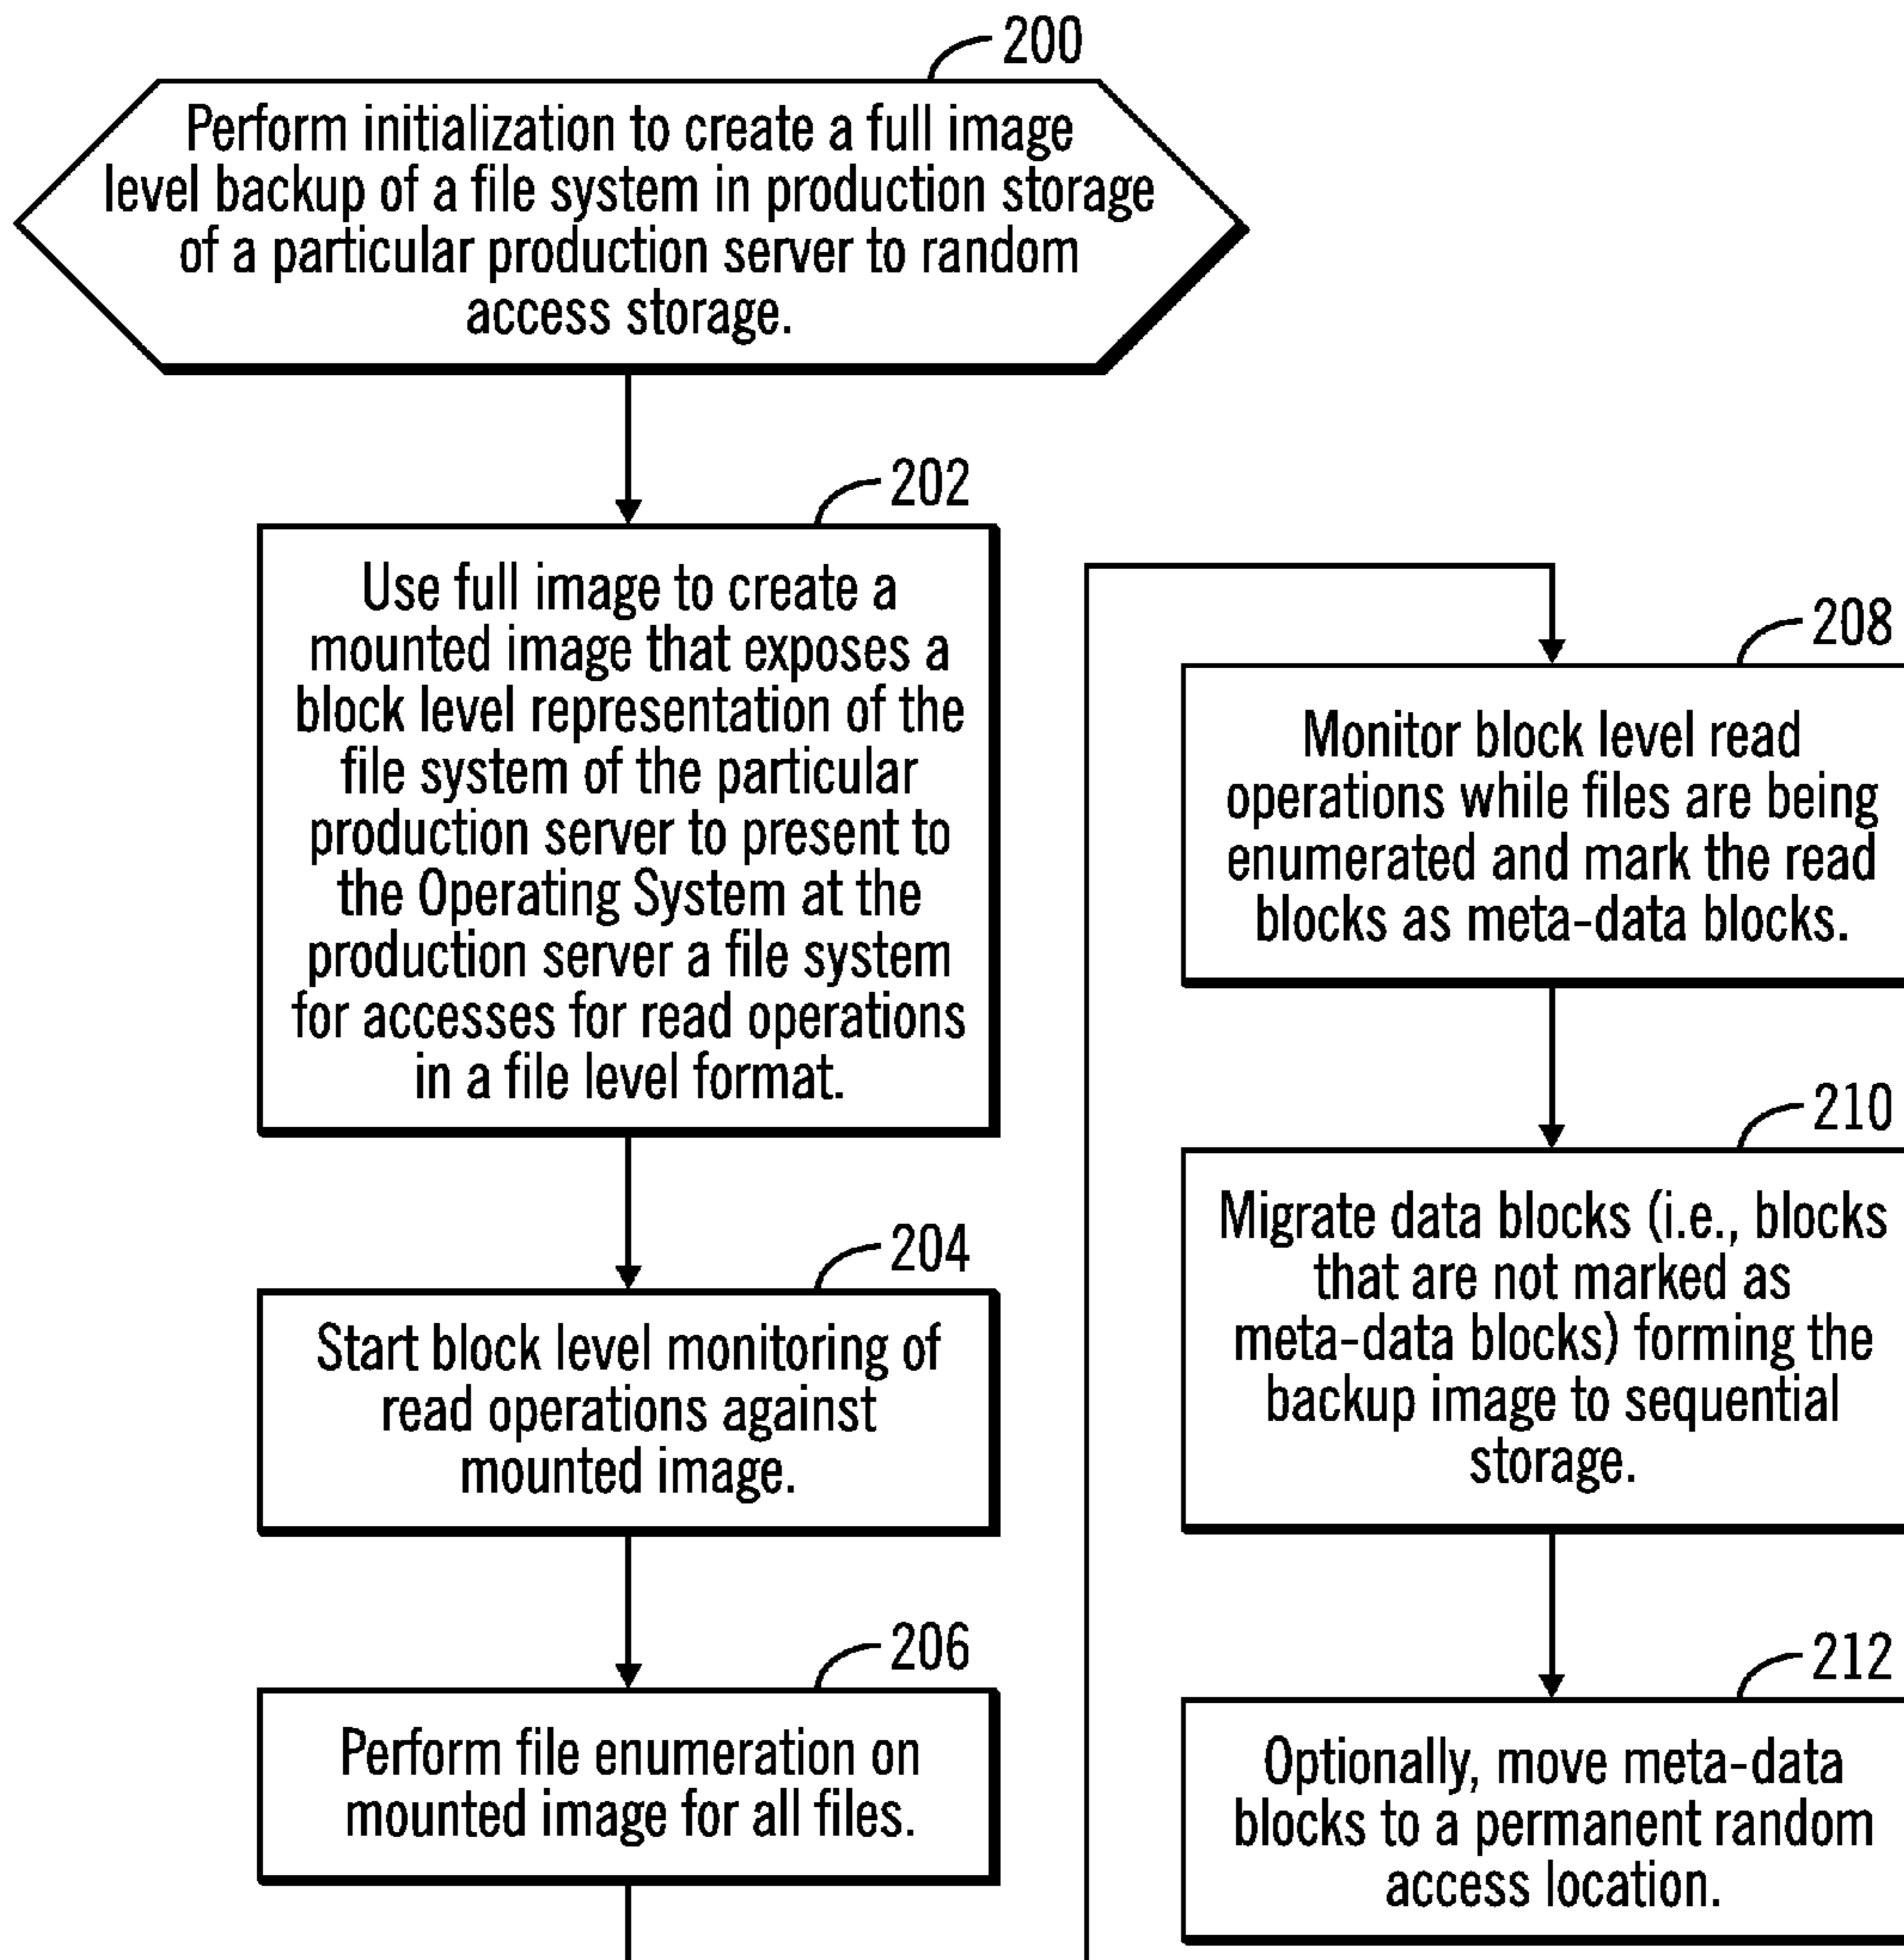 200
Perform initialization to create a full image
level backup of a file system in production storage
of a particular production server to random
access storage.
202
Use full image to create a
mounted image that exposes a
block level representation of the
file system of the particular
production server to present to
the Operating System at the
production server a file system
for accesses for read operations
in a file level format.
204
Start block level monitoring of
read operations against
mounted image.
206
Perform file enumeration on
mounted image for all files.
208
Monitor block level read
operations while files are being
enumerated and mark the read
blocks as meta-data blocks.
210
Migrate data blocks (i.e., blocks
that are not marked as
meta-data blocks) forming the
backup image to sequential
storage.
212
Optionally, move meta-data
blocks to a permanent random
access location.